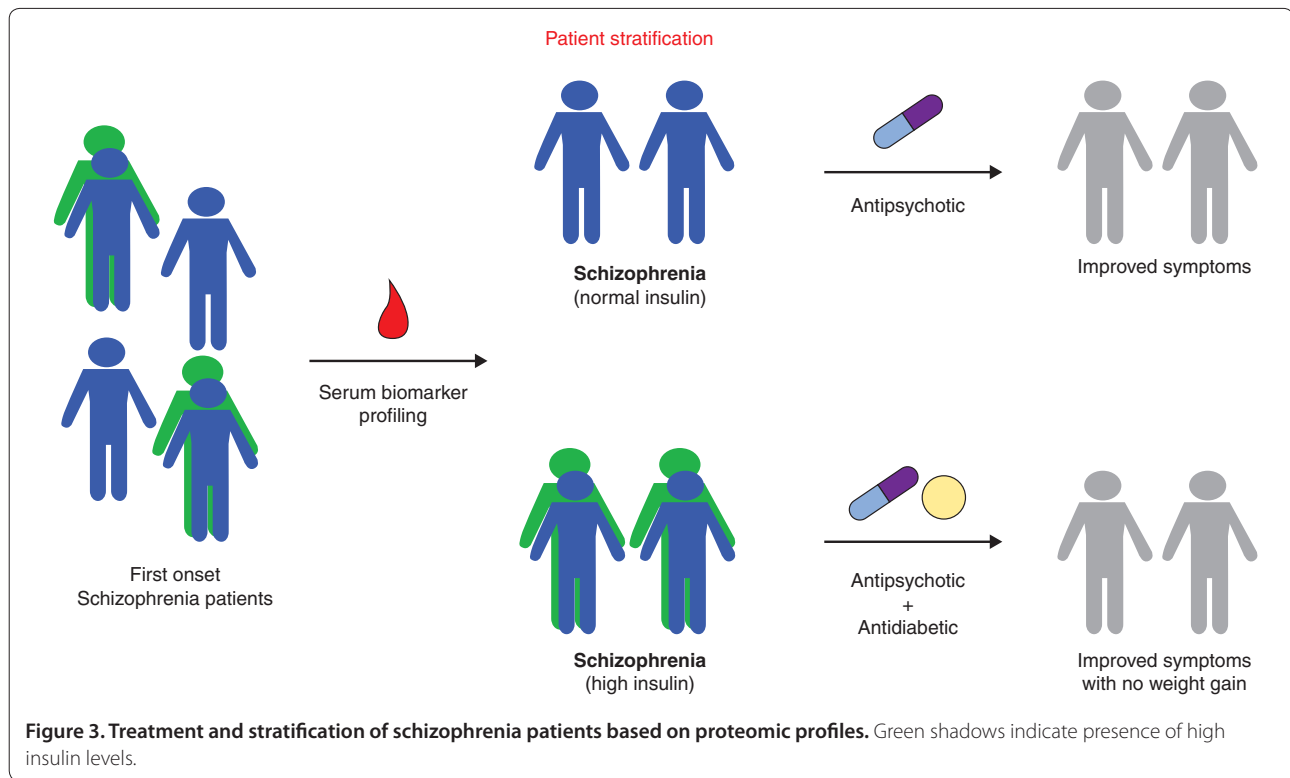 Patient stratification
Antipsychotic
Improved symptoms
Schizophrenia
(normal insulin)
Serum biomarker
profiling
First onset
Schizophrenia patients
Antipsychotic
+
Antidiabetic
Schizophrenia
(high insulin)
Improved symptoms
with no weight gain
Figure 3. Treatment and stratification of schizophrenia patients based on proteomic profiles. Green shadows indicate presence of high
insulin levels.